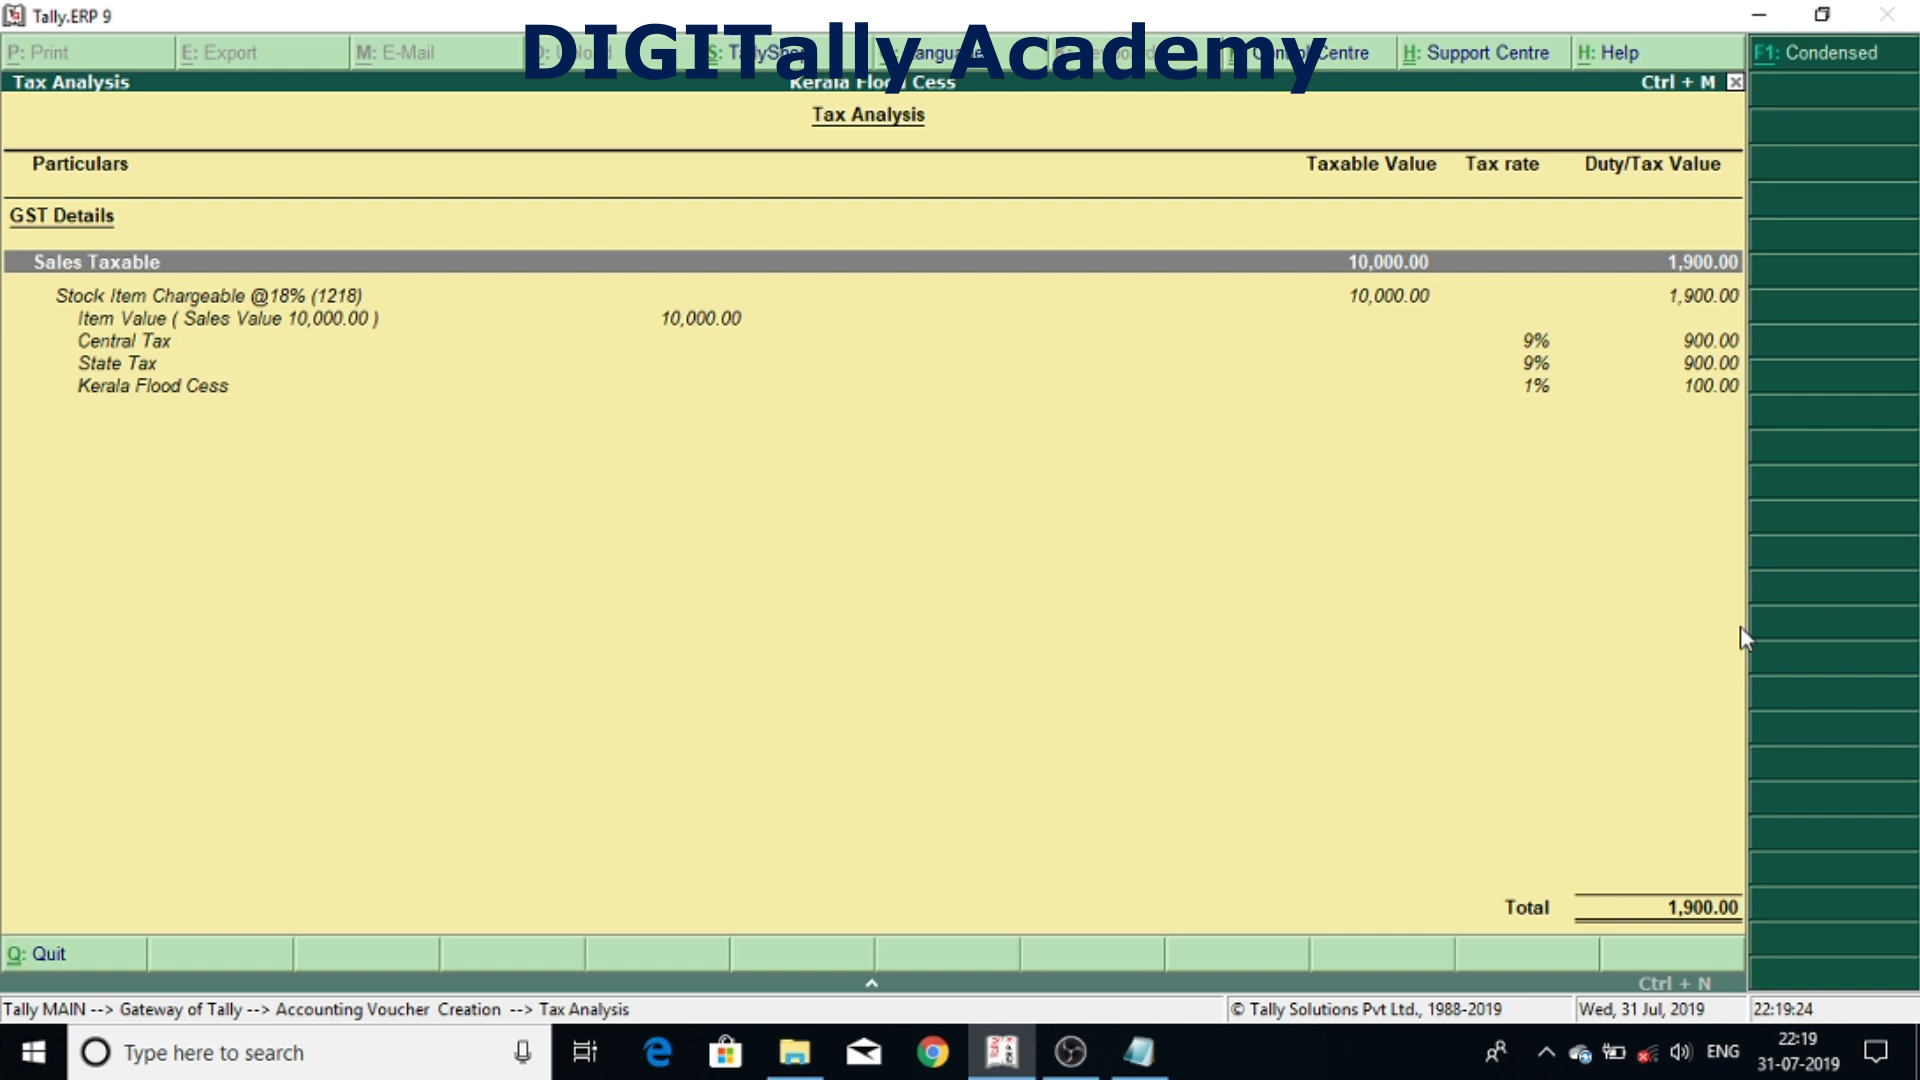 Tally.ERP 9
DIGITally Academy
P: Print E: Export M: E-Mail Centre H: Support Centre H: Help F1: Condensed
Tax Analysis Kerala Flood Cess Ctrl + M
Tax Analysis
Particulars Taxable Value Tax rate Duty/Tax Value
GST Details
Sales Taxable 10,000.00 1,900.00
Stock Item Chargeable @18% (1218) 10,000.00 1,900.00
Item Value ( Sales Value 10,000.00 ) 10,000.00
Central Tax 9% 900.00
State Tax 9% 900.00
Kerala Flood Cess 1% 100.00
Total 1,900.00
Q: Quit
Ctrl + N
Tally MAIN --> Gateway of Tally --> Accounting Voucher Creation --> Tax Analysis © Tally Solutions Pvt Ltd., 1988-2019 Wed, 31 Jul, 2019 22:19:24
Type here to search ENG 22:19
31-07-2019